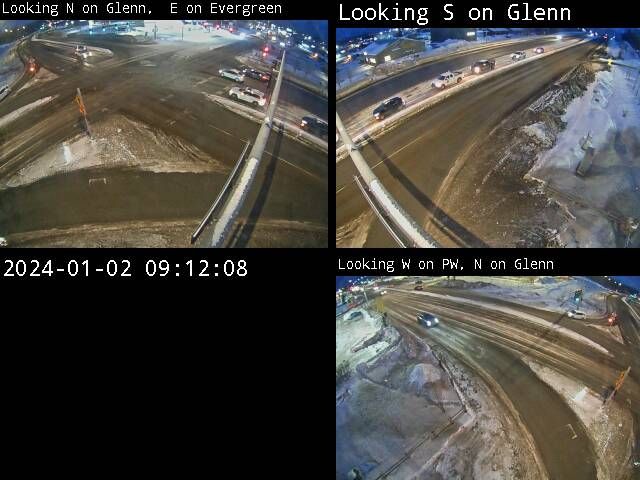 Looking N on Glenn, E on Evergreen
Looking S on Glenn
2024-01-02 09:12:08
Looking W on PW, N on Glenn